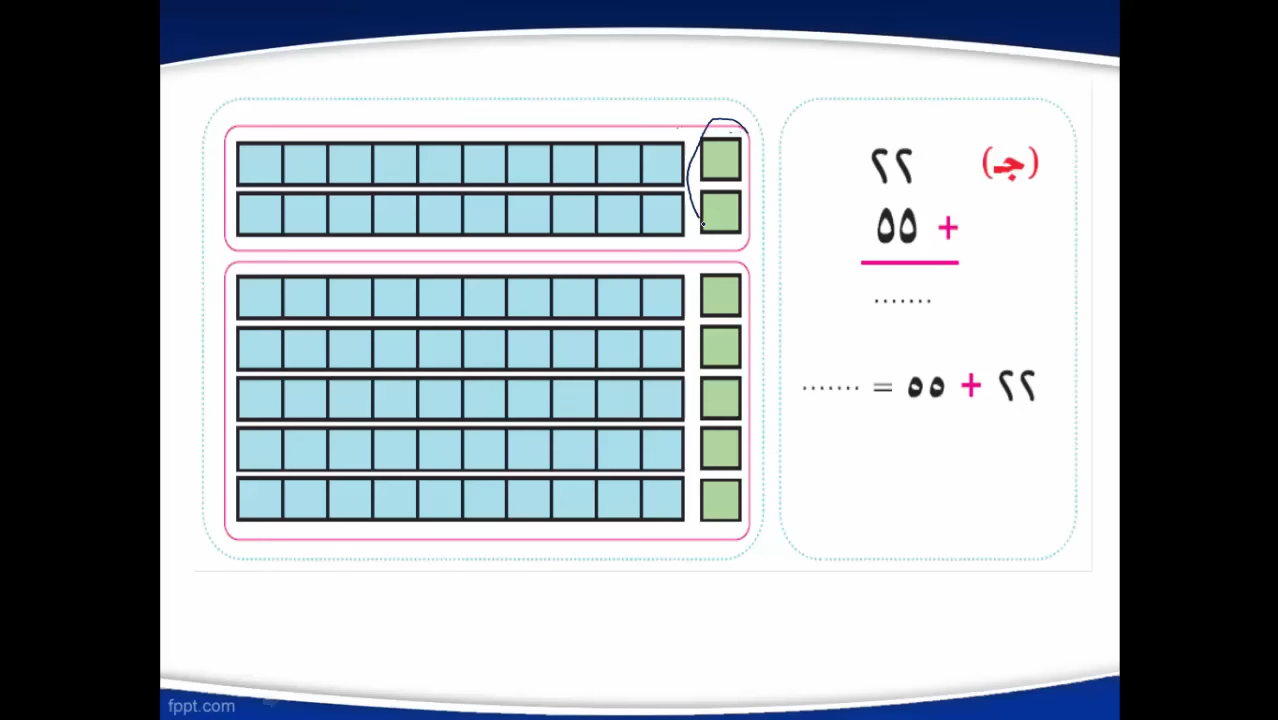 (جـ) ٢٢
+ ٥٥
.......
٢٢ + ٥٥ = .......
fppt.com